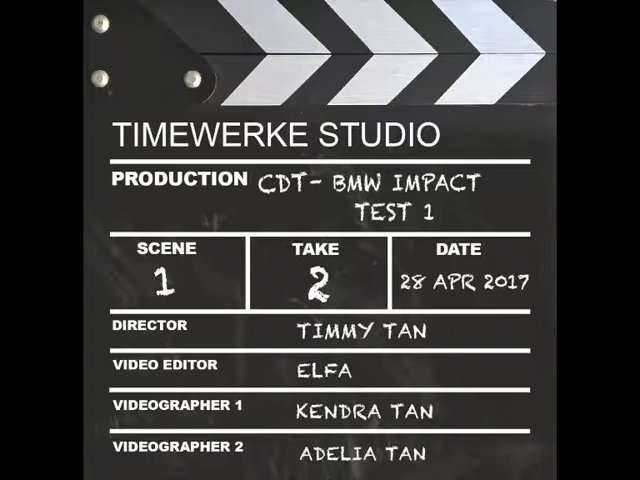 TIMEWERKE STUDIO
PRODUCTION CDT- BMW IMPACT
TEST 1
SCENE TAKE DATE
1 2 28 APR 2017
DIRECTOR TIMMY TAN
VIDEO EDITOR ELFA
VIDEOGRAPHER 1 KENDRA TAN
VIDEOGRAPHER 2 ADELIA TAN